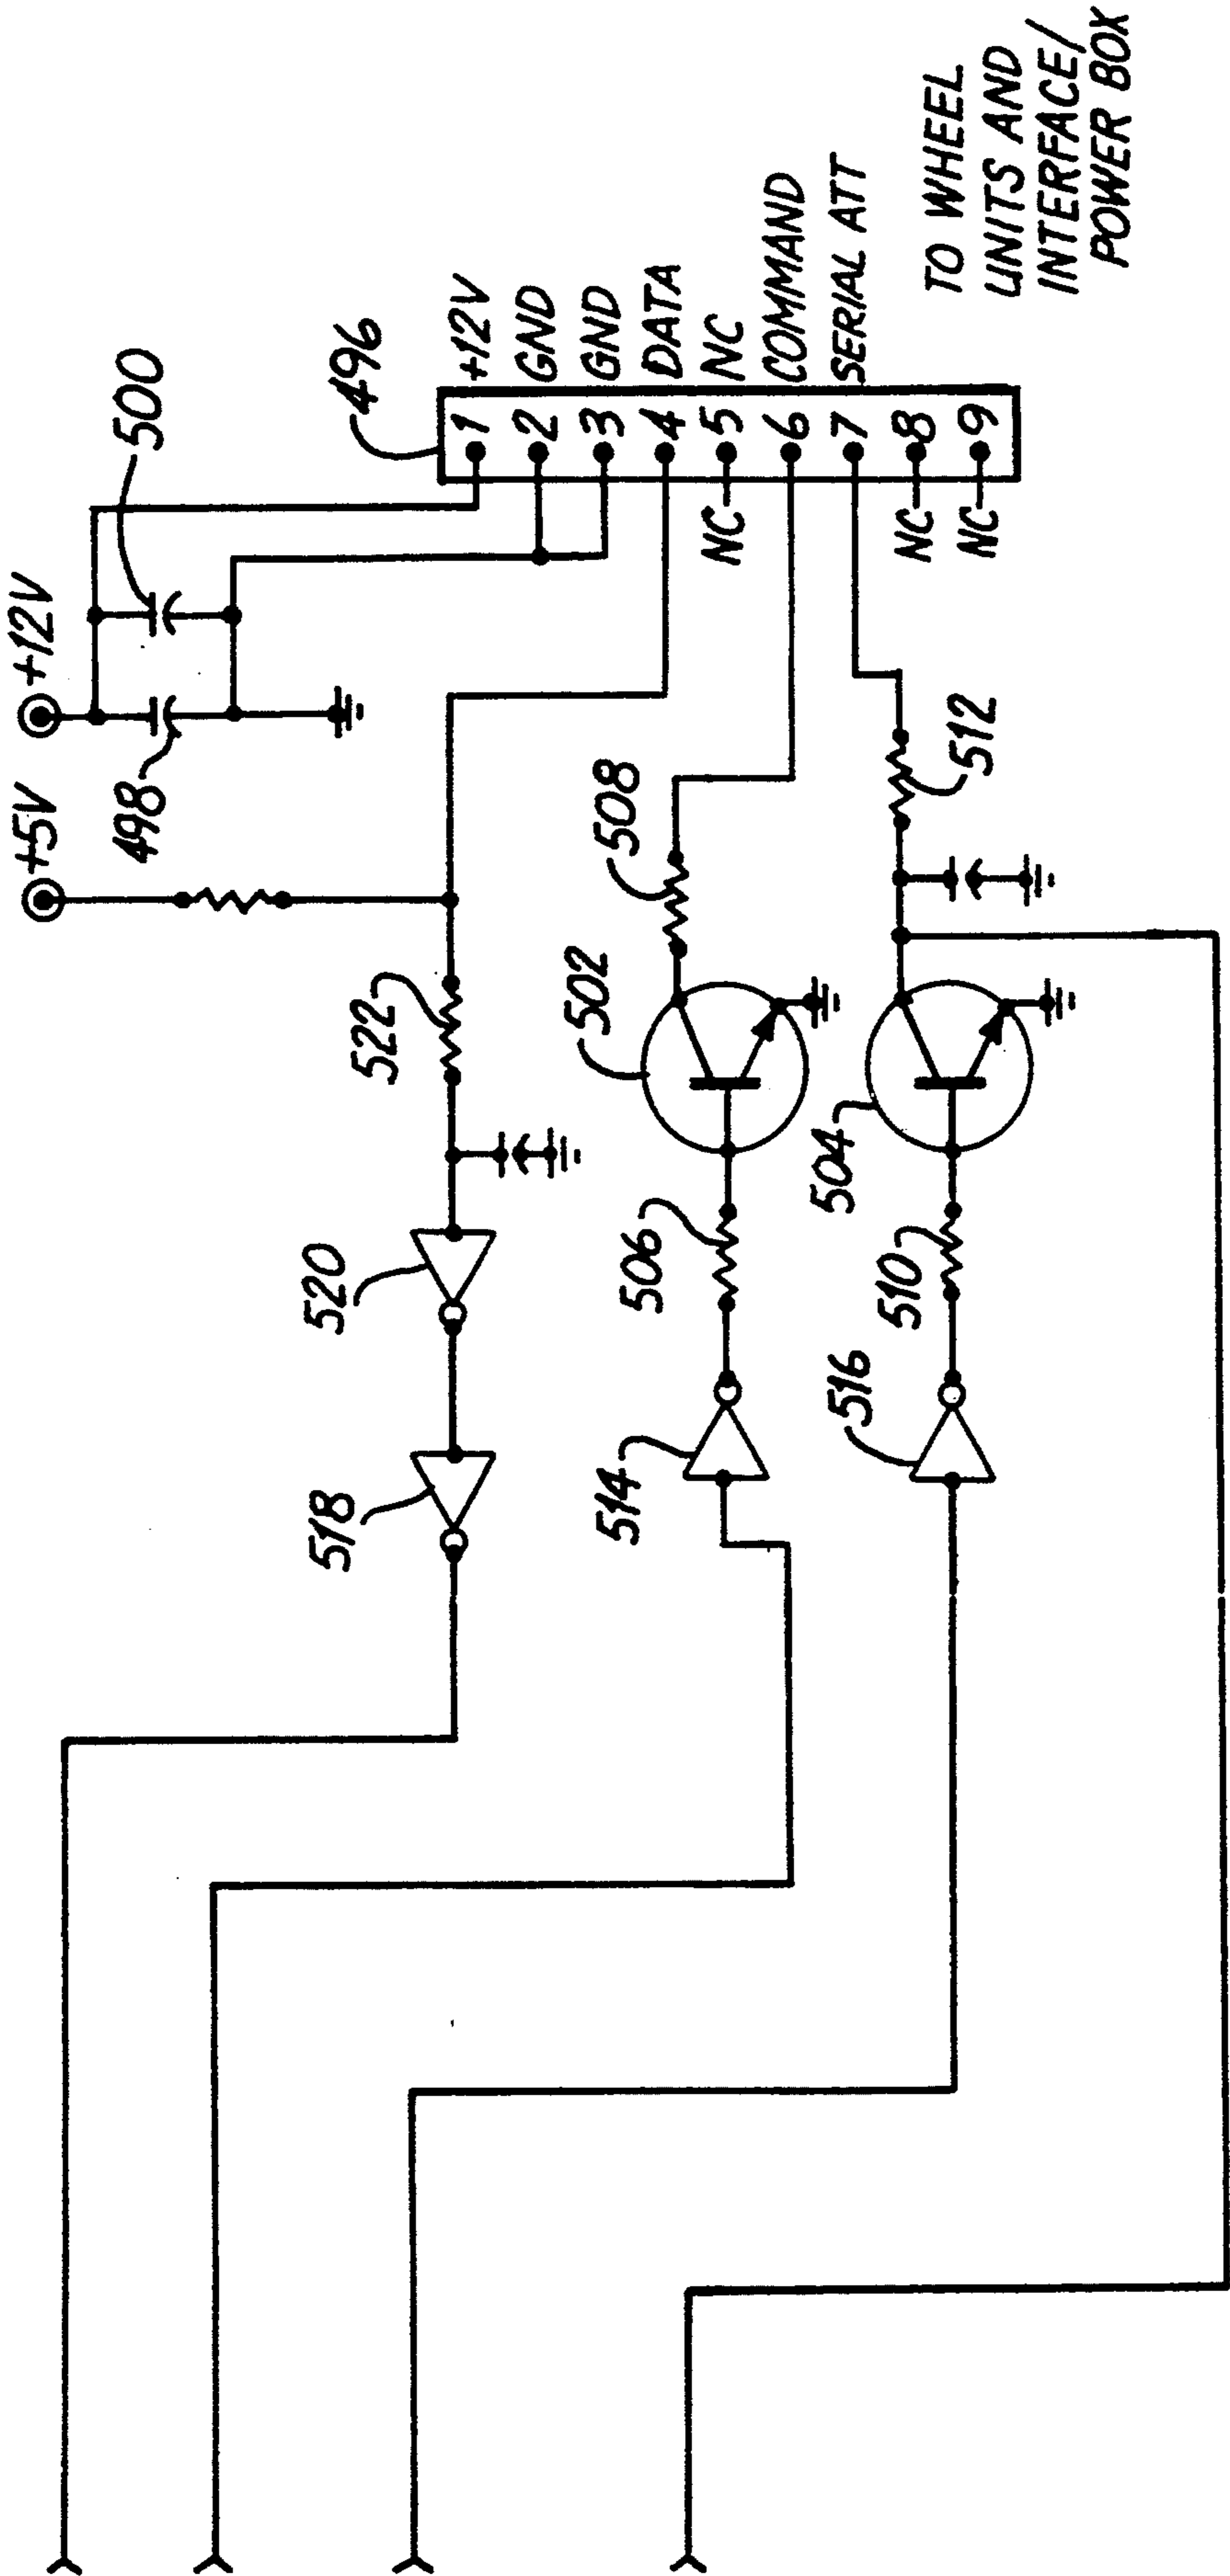 +5V
+12V
498
500
496
1 +12V
2 GND
3 GND
4 DATA
NC 5 NC
6 COMMAND
7 SERIAL ATT
NC 8
NC 9
TO WHEEL
UNITS AND
INTERFACE/
POWER BOX
518
520
522
514
506
502
508
516
510
504
512